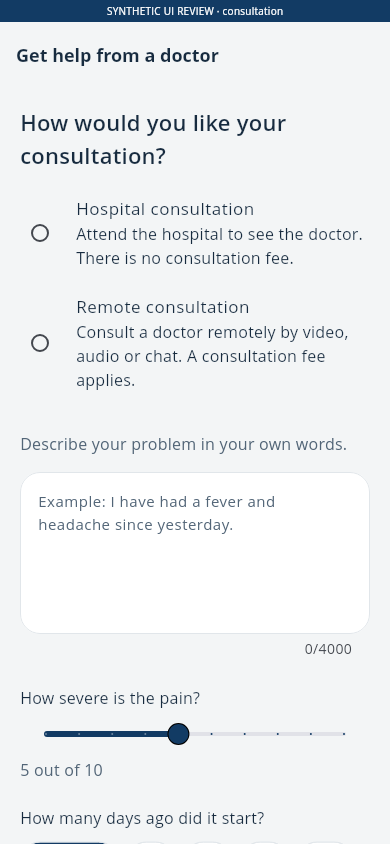 SYNTHETIC UI REVIEW · consultation
Get help from a doctor
How would you like your
consultation?
Hospital consultation
Attend the hospital to see the doctor.
There is no consultation fee.
Remote consultation
Consult a doctor remotely by video,
audio or chat. A consultation fee
applies.
Describe your problem in your own words.
Example: I have had a fever and
headache since yesterday.
0/4000
How severe is the pain?
5 out of 10
How many days ago did it start?